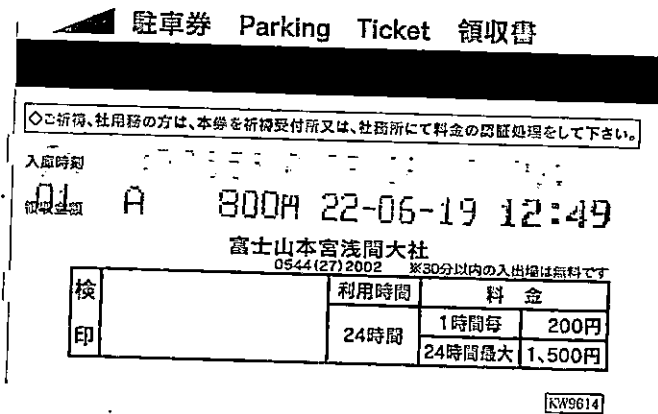 駐車券 Parking Ticket 領収書
◇ご祈祷、社用務の方は、本券を祈祷受付所又は、社務所にて料金の認証処理をして下さい。
入庫時刻
領収金額
01 A 800円 22-06-19 12:49
富士山本宮浅間大社
0544(27)2002 ※30分以内の入出場は無料です
検印
利用時間 料金
24時間
1時間毎 200円
24時間最大 1、500円
KW9614